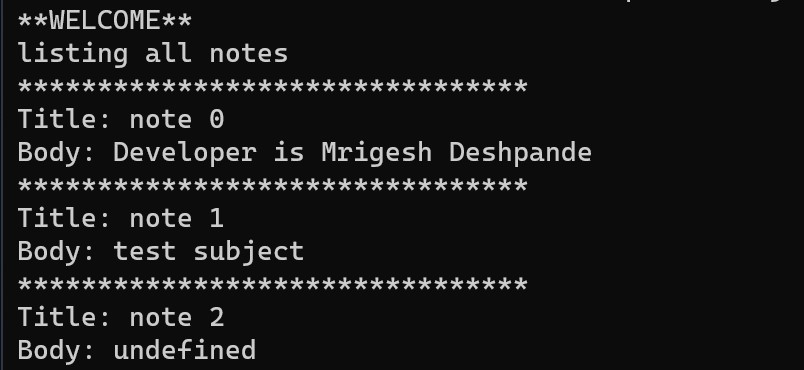 **WELCOME**
listing all notes
********************************
Title: note 0
Body: Developer is Mrigesh Deshpande
********************************
Title: note 1
Body: test subject
********************************
Title: note 2
Body: undefined